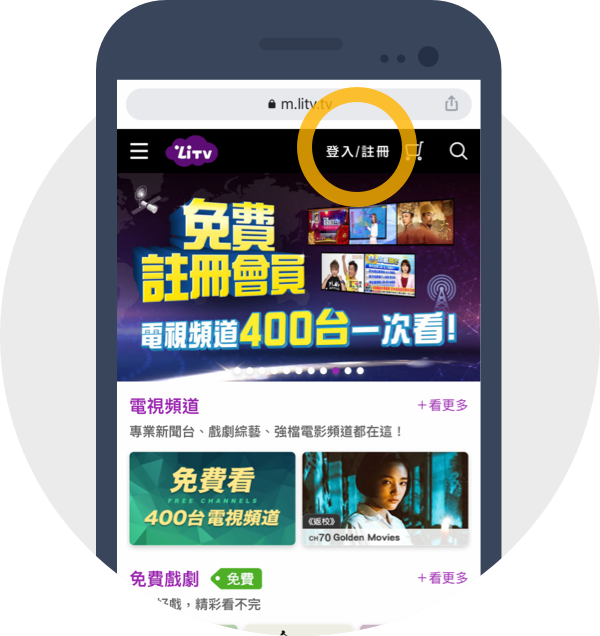 m.litv.tv
LiTV
登入/註冊
免費
註冊會員
電視頻道400台一次看!
電視頻道
＋看更多
專業新聞台、戲劇綜藝、強檔電影頻道都在這！
免費看
FREE CHANNELS
400台電視頻道
《返校》
CH70 Golden Movies
免費戲劇
免費
＋看更多
好戲，精彩看不完